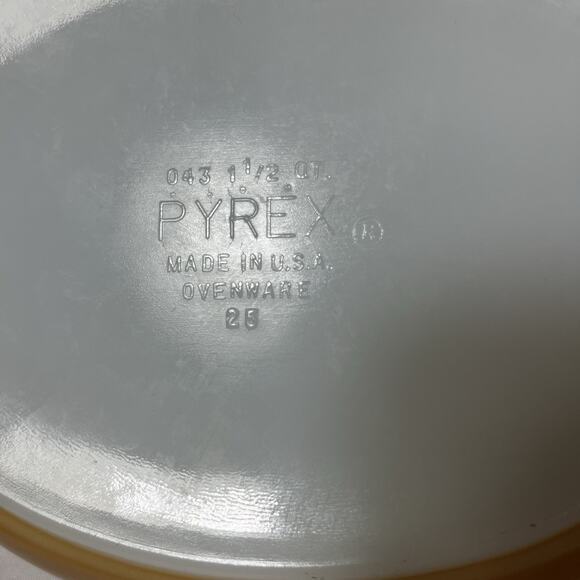 043 1 1/2 QT.
PYREX ®
MADE IN U.S.A.
OVENWARE
25